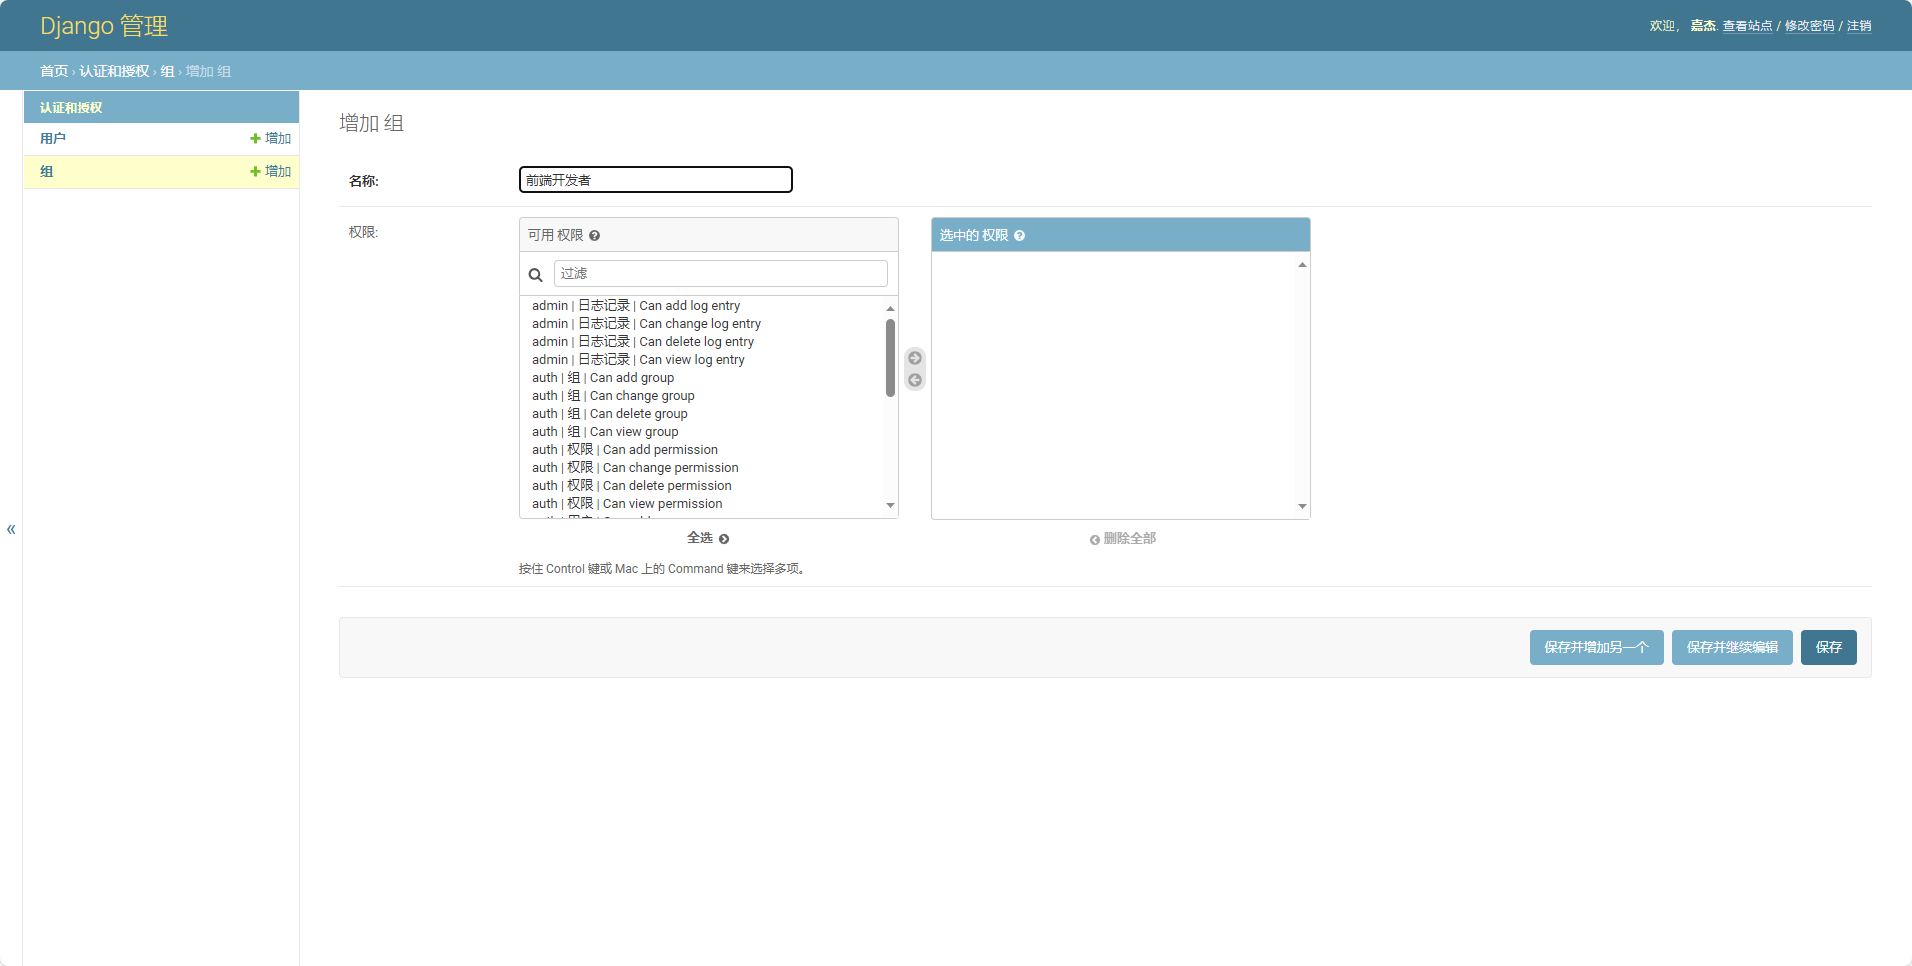 Django 管理
欢迎， 嘉杰. 查看站点 / 修改密码 / 注销
首页 › 认证和授权 › 组 › 增加 组
认证和授权
用户 增加
组 增加
«
增加 组
名称: 前端开发者
权限:
可用 权限
过滤
admin | 日志记录 | Can add log entry
admin | 日志记录 | Can change log entry
admin | 日志记录 | Can delete log entry
admin | 日志记录 | Can view log entry
auth | 组 | Can add group
auth | 组 | Can change group
auth | 组 | Can delete group
auth | 组 | Can view group
auth | 权限 | Can add permission
auth | 权限 | Can change permission
auth | 权限 | Can delete permission
auth | 权限 | Can view permission
全选
选中的 权限
删除全部
按住 Control 键或 Mac 上的 Command 键来选择多项。
保存并增加另一个 保存并继续编辑 保存